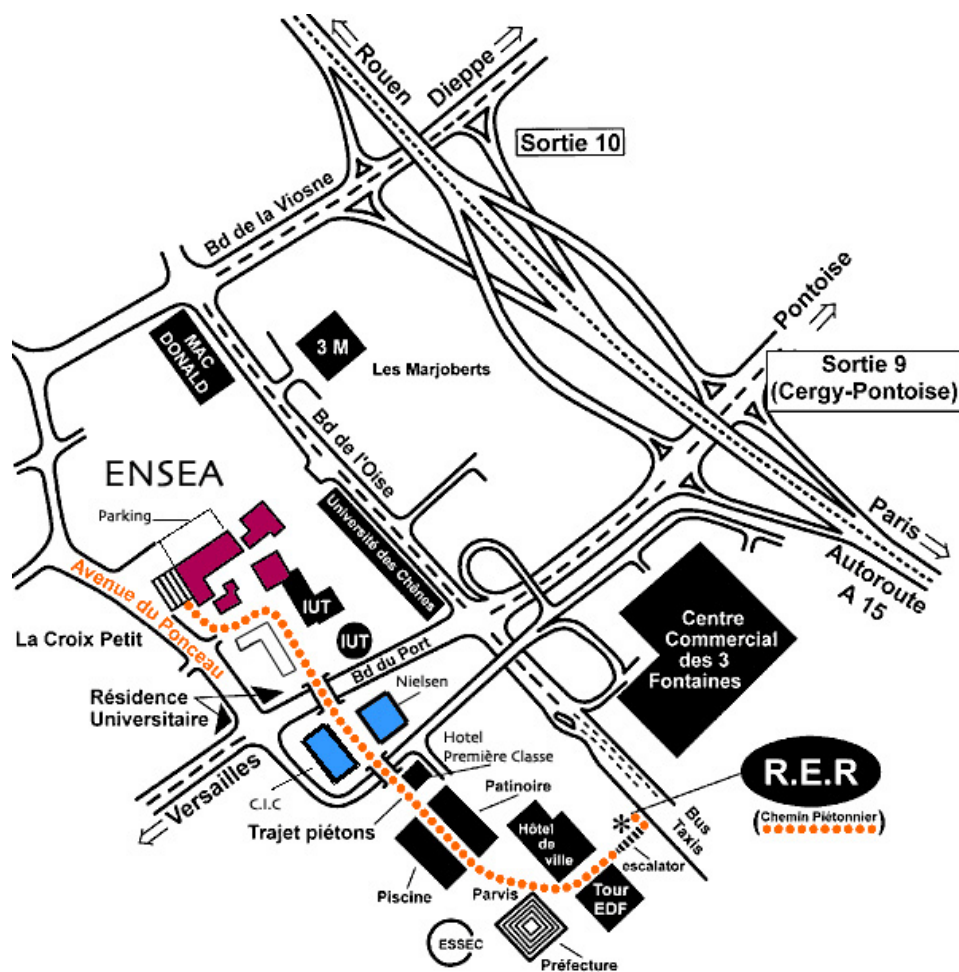 Rouen
Dieppe
Sortie 10
Bd de la Viosne
Pontoise
MAC
DONALD
3 M
Les Marjoberts
Sortie 9
(Cergy-Pontoise)
Bd de l'Oise
ENSEA
Parking
Université des Chênes
Paris
Autoroute
A 15
Avenue du Ponceau
IUT
La Croix Petit
IUT
Centre
Commercial
des 3
Fontaines
Bd du Port
Résidence
Universitaire
Nielsen
Hotel
Première Classe
Versailles
C.I.C
Patinoire
R.E.R
Trajet piétons
(Chemin Piétonnier)
Bus
Taxis
Hôtel
de
ville
escalator
Piscine
Parvis
Tour
EDF
ESSEC
Préfecture